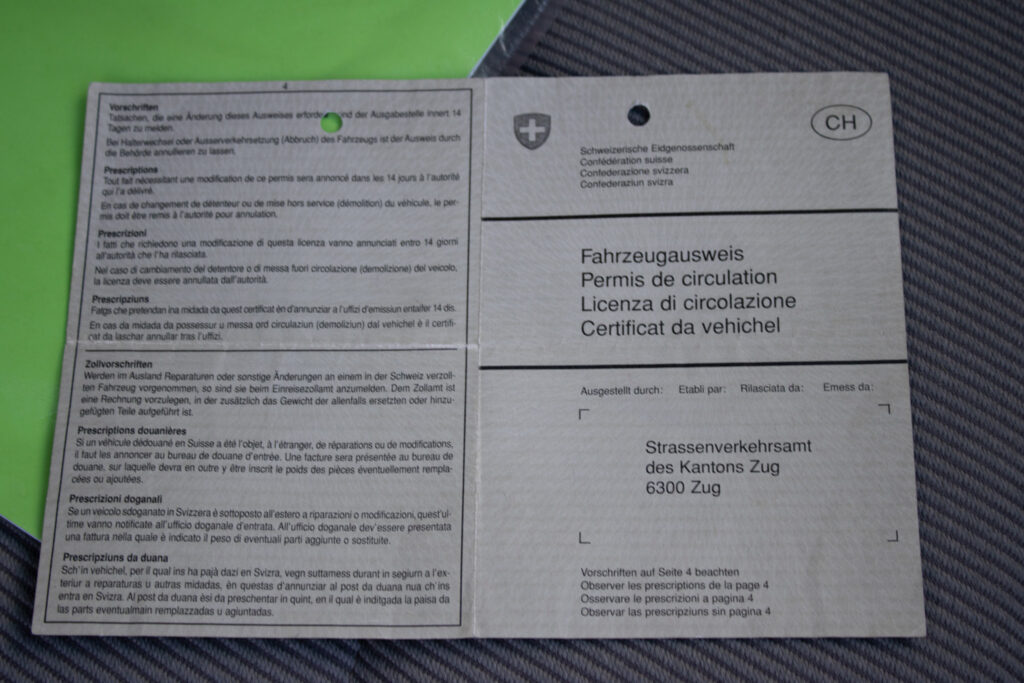 4
Vorschriften
Tatsachen, die eine Änderung dieses Ausweises erfordern, sind der Ausgabestelle innert 14
Tagen zu melden.
Bei Halterwechsel oder Ausserverkehrsetzung (Abbruch) des Fahrzeugs ist der Ausweis durch
die Behörde annullieren zu lassen.
Prescriptions
Tout fait nécessitant une modification de ce permis sera annoncé dans les 14 jours à l'autorité
qui l'a délivré.
En cas de changement de détenteur ou de mise hors service (démolition) du véhicule, le per-
mis doit être remis à l'autorité pour annulation.
Prescrizioni
I fatti che richiedono una modificazione di questa licenza vanno annunciati entro 14 giorni
all'autorità che l'ha rilasciata.
Nel caso di cambiamento del detentore o di messa fuori circolazione (demolizione) del veicolo,
la licenza deve essere annullata dall'autorità.
Prescripziuns
Fatgs che pretendan ina midada da quest certificat èn d'annunziar a l'uffizi d'emissiun entaifer 14 dis.
En cas da midada da possessur u messa ord circulaziun (demoliziun) dal vehichel è il certifi-
cat da laschar annullar tras l'uffizi.
Zollvorschriften
Werden im Ausland Reparaturen oder sonstige Änderungen an einem in der Schweiz verzoll-
ten Fahrzeug vorgenommen, so sind sie beim Einreisezollamt anzumelden. Dem Zollamt ist
eine Rechnung vorzulegen, in der zusätzlich das Gewicht der allenfalls ersetzten oder hinzu-
gefügten Teile aufgeführt ist.
Prescriptions douanières
Si un véhicule dédouané en Suisse a été l'objet, à l'étranger, de réparations ou de modifications,
il faut les annoncer au bureau de douane d'entrée. Une facture sera présentée au bureau de
douane, sur laquelle devra en outre y être inscrit le poids des pièces éventuellement rempla-
cées ou ajoutées.
Prescrizioni doganali
Se un veicolo sdoganato in Svizzera è sottoposto all'estero a riparazioni o modificazioni, quest'ul-
time vanno notificate all'ufficio doganale d'entrata. All'ufficio doganale dev'essere presentata
una fattura nella quale è indicato il peso di eventuali parti aggiunte o sostituite.
Prescripziuns da duana
Sch'in vehichel, per il qual ins ha pajà dazi en Svizra, vegn suttamess durant in segiurn a l'ex-
teriur a reparaturas u autras midadas, èn questas d'annunziar al post da duana nua ch'ins
entra en Svizra. Al post da duana èsi da preschentar in quint, en il qual è inditgada la paisa da
las parts eventualmain remplazzadas u agiuntadas.
CH
Schweizerische Eidgenossenschaft
Confédération suisse
Confederazione svizzera
Confederaziun svizra
Fahrzeugausweis
Permis de circulation
Licenza di circolazione
Certificat da vehichel
Ausgestellt durch: Etabli par: Rilasciata da: Emess da:
Strassenverkehrsamt
des Kantons Zug
6300 Zug
Vorschriften auf Seite 4 beachten
Observer les prescriptions de la page 4
Osservare le prescrizioni a pagina 4
Observar las prescripziuns sin pagina 4